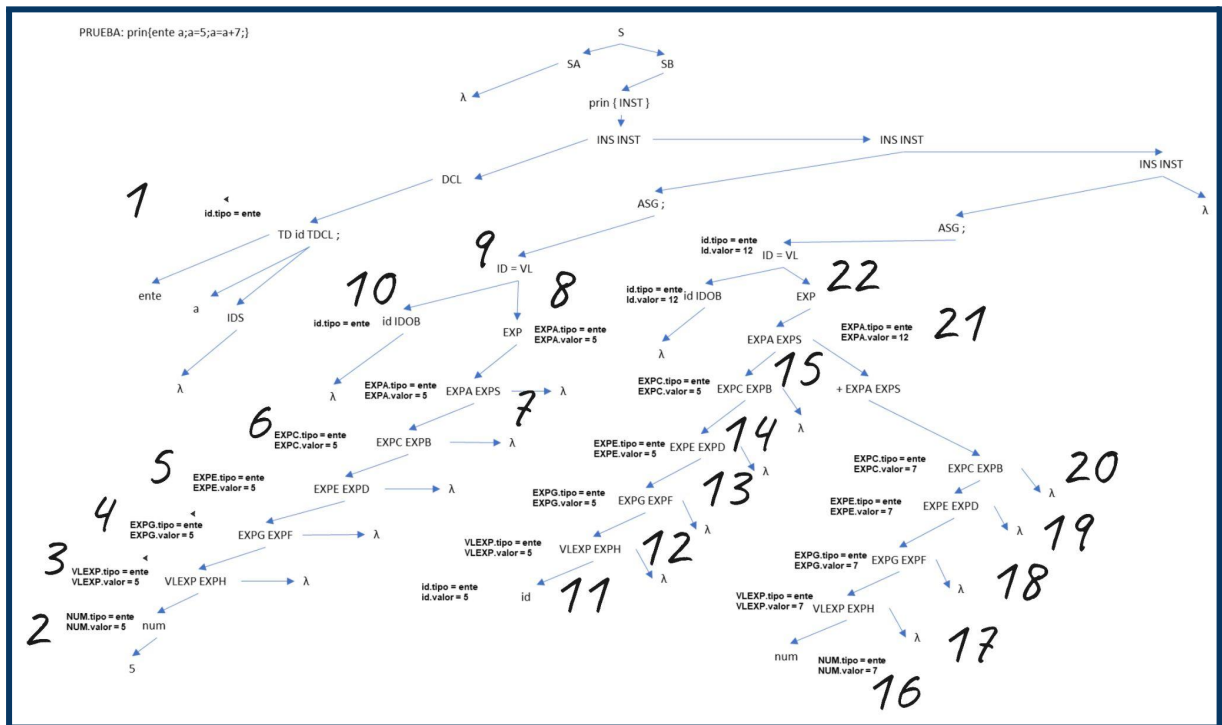 PRUEBA: prin{ente a;a=5;a=a+7;}
S
SA
SB
λ
prin { INST }
INS INST
INS INST
INS INST
DCL
1
id.tipo = ente
ASG ;
λ
TD id TDCL ;
ASG ;
9
id.tipo = ente
Id.valor = 12
ID = VL
ID = VL
ente
a
10
8
22
id.tipo = ente
id IDOB
id.tipo = ente
Id.valor = 12
id IDOB
EXP
IDS
EXP
EXPA.tipo = ente
EXPA.valor = 5
EXPA.tipo = ente
EXPA.valor = 12
21
λ
EXPA EXPS
λ
15
λ
EXPA.tipo = ente
EXPA.valor = 5
EXPA EXPS
λ
EXPC.tipo = ente
EXPC.valor = 5
EXPC EXPB
+ EXPA EXPS
7
6
EXPC.tipo = ente
EXPC.valor = 5
EXPC EXPB
λ
λ
14
EXPE.tipo = ente
EXPE.valor = 5
EXPE EXPD
5
EXPE.tipo = ente
EXPE.valor = 5
EXPE EXPD
λ
λ
EXPC.tipo = ente
EXPC.valor = 7
EXPC EXPB
20
EXPG.tipo = ente
EXPG.valor = 5
EXPG EXPF
13
λ
4
EXPG.tipo = ente
EXPG.valor = 5
EXPG EXPF
λ
λ
EXPE.tipo = ente
EXPE.valor = 7
EXPE EXPD
λ
19
3
VLEXP.tipo = ente
VLEXP.valor = 5
VLEXP EXPH
λ
VLEXP.tipo = ente
VLEXP.valor = 5
VLEXP EXPH
12
λ
EXPG.tipo = ente
EXPG.valor = 7
EXPG EXPF
λ
18
id.tipo = ente
id.valor = 5
id
11
VLEXP.tipo = ente
VLEXP.valor = 7
VLEXP EXPH
λ
17
2
NUM.tipo = ente
NUM.valor = 5
num
num
NUM.tipo = ente
NUM.valor = 7
5
16